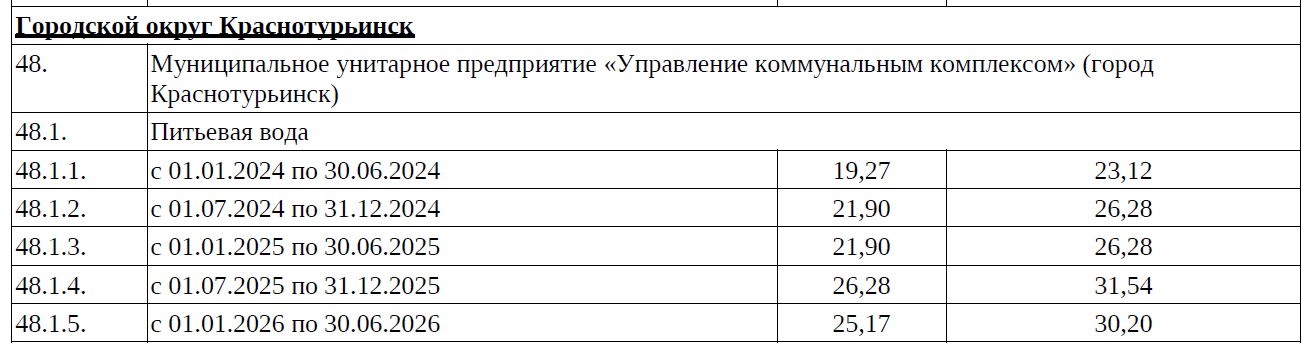 Городской округ Краснотурьинск
48. Муниципальное унитарное предприятие «Управление коммунальным комплексом» (город
Краснотурьинск)
48.1. Питьевая вода
48.1.1. с 01.01.2024 по 30.06.2024 19,27 23,12
48.1.2. с 01.07.2024 по 31.12.2024 21,90 26,28
48.1.3. с 01.01.2025 по 30.06.2025 21,90 26,28
48.1.4. с 01.07.2025 по 31.12.2025 26,28 31,54
48.1.5. с 01.01.2026 по 30.06.2026 25,17 30,20